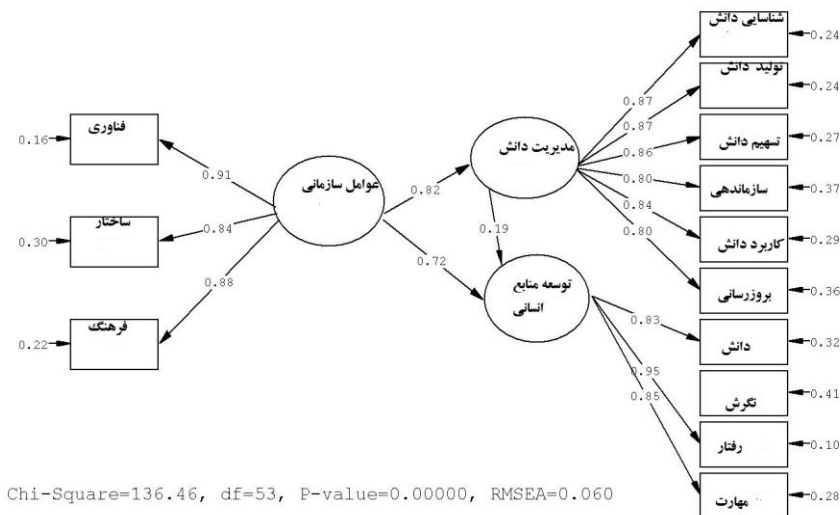 شناسایی دانش
0.24
تولید دانش
0.24
0.87
0.87
فناوری
0.16
مدیریت دانش
تسهیم دانش
0.27
0.86
0.91
عوامل سازمانی
0.82
0.80
سازماندهی
0.37
0.84
ساختار
0.30
0.84
0.19
کاربرد دانش
0.29
0.80
0.72
0.88
توسعه منابع
انسانی
بروزرسانی
0.36
0.83
فرهنگ
0.22
دانش
0.32
0.95
0.85
نگرش
0.41
رفتار
0.10
مهارت
0.28
Chi-Square=136.46, df=53, P-value=0.00000, RMSEA=0.060